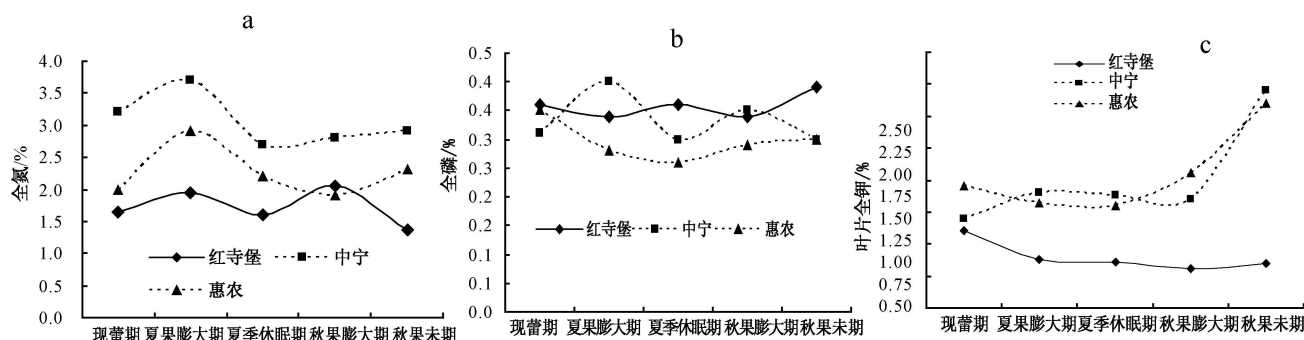 a
全氮/%
4.0
3.5
3.0
2.5
2.0
1.5
1.0
0.5
0.0
红寺堡
中宁
惠农
现蕾期 夏果膨大期 夏季休眠期 秋果膨大期 秋果未期
b
全磷/%
0.5
0.4
0.4
0.3
0.3
0.2
0.2
0.1
0.1
0.0
红寺堡 中宁 惠农
现蕾期 夏果膨大期 夏季休眠期 秋果膨大期 秋果未期
c
叶片全钾/%
红寺堡
中宁
惠农
2.50
2.00
1.75
1.50
1.25
1.00
1.75
0.50
现蕾期 夏果膨大期 夏季休眠期 秋果膨大期 秋果未期